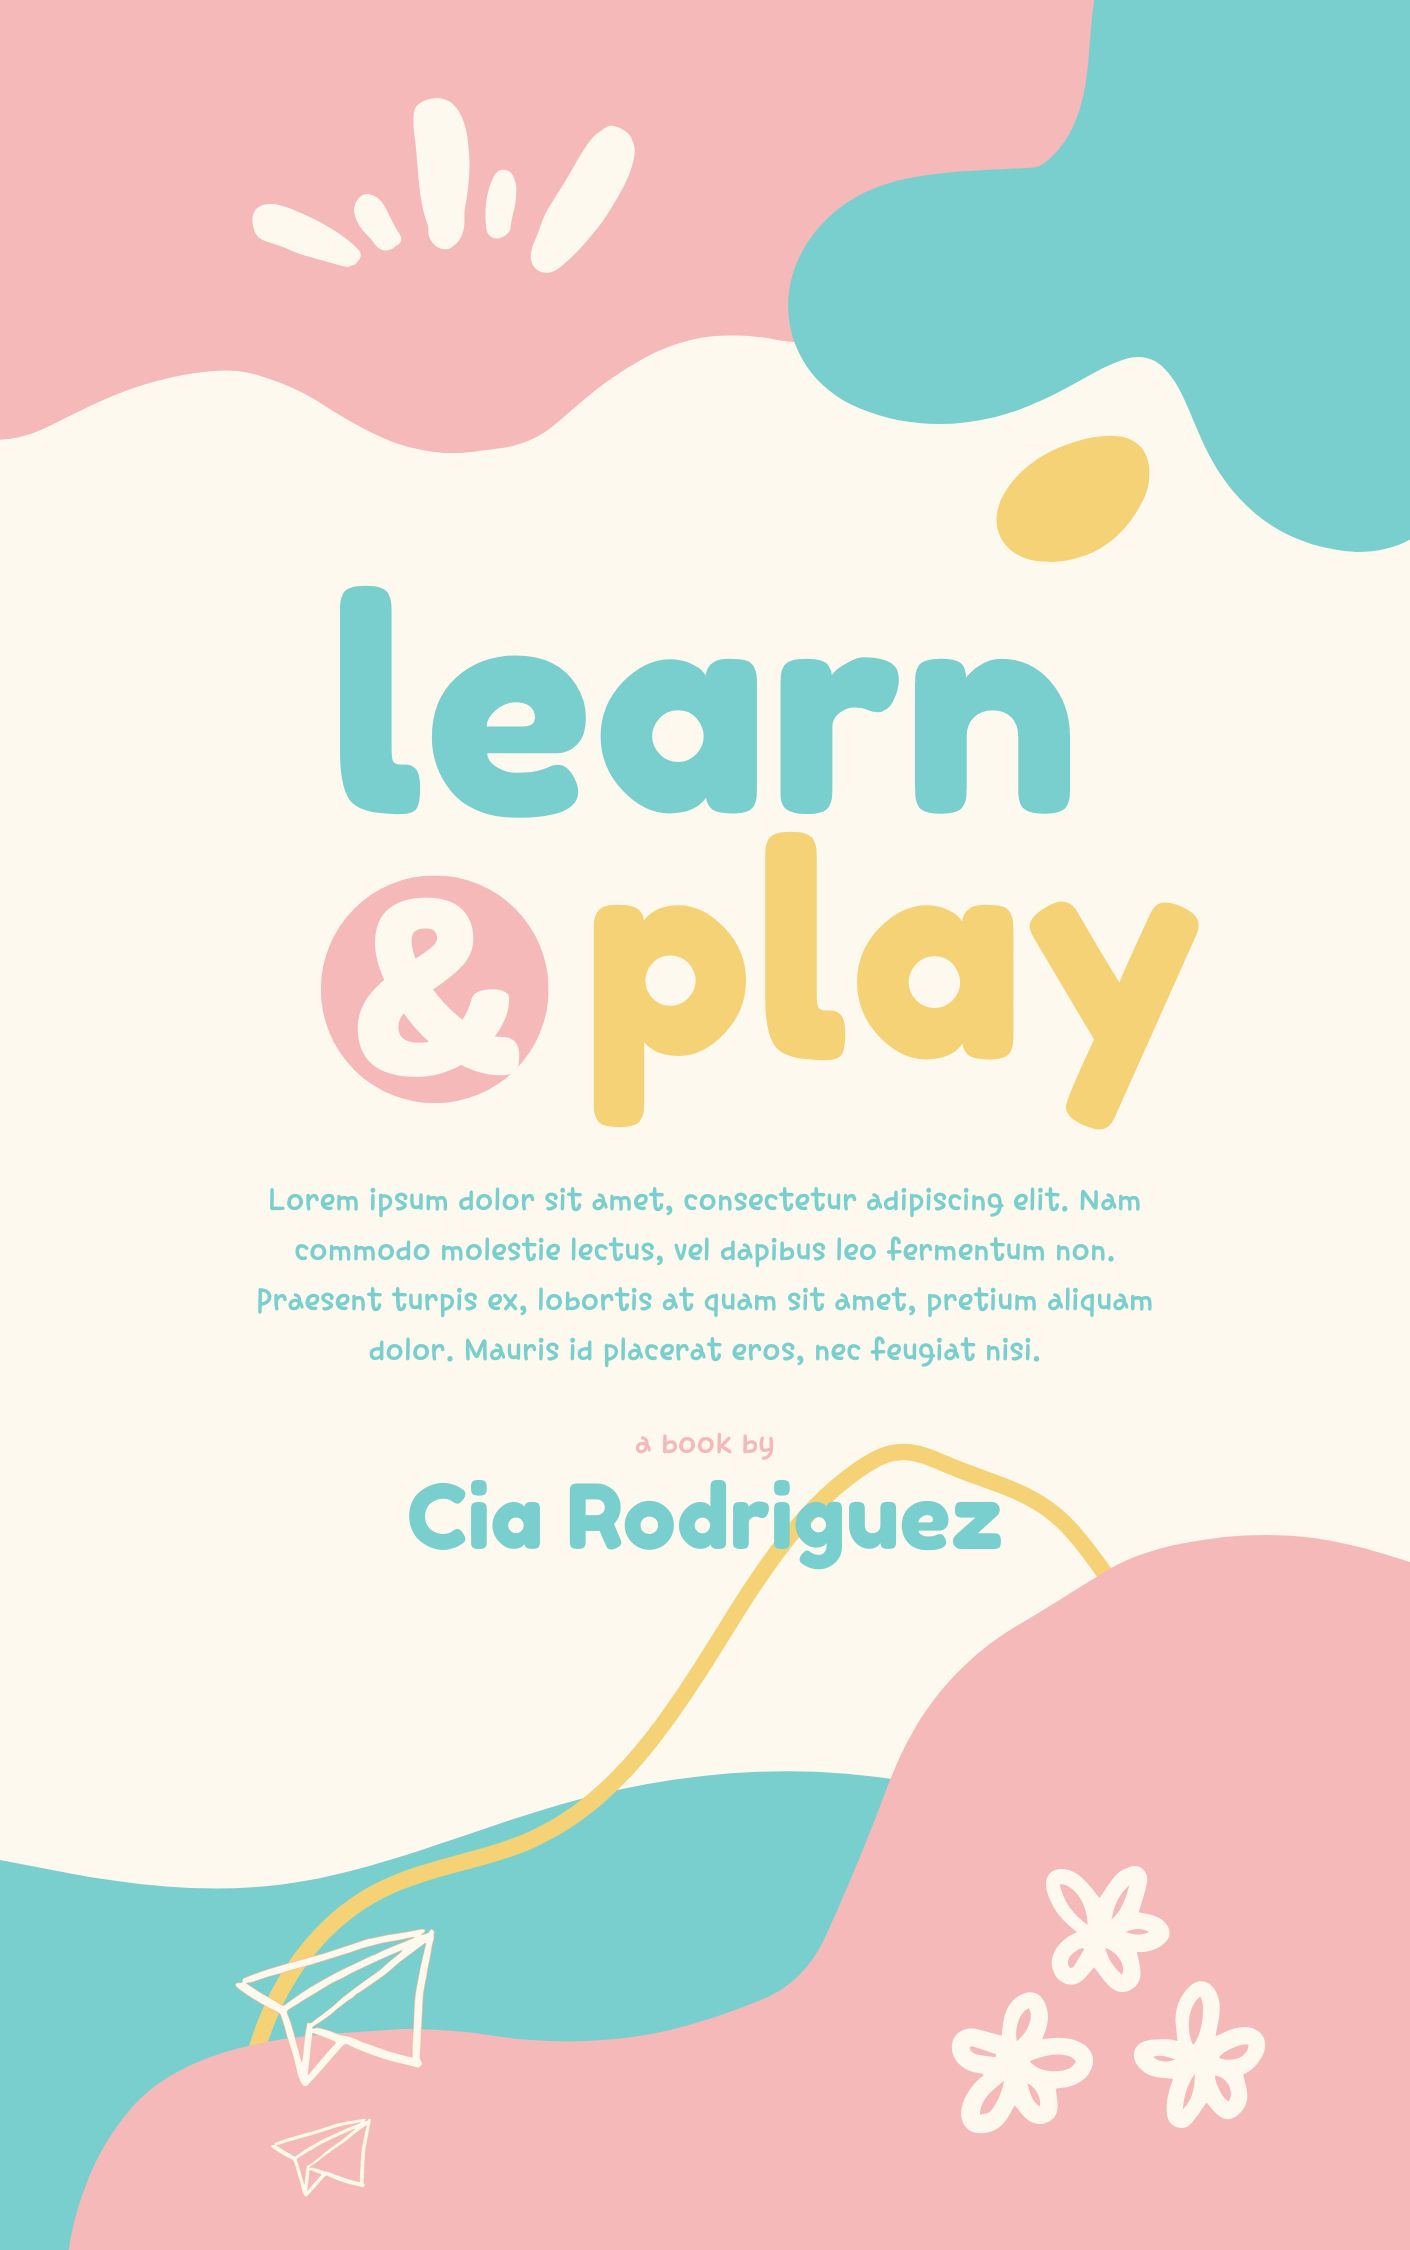 learn
& play
Lorem ipsum dolor sit amet, consectetur adipiscing elit. Nam
commodo molestie lectus, vel dapibus leo fermentum non.
Praesent turpis ex, lobortis at quam sit amet, pretium aliquam
dolor. Mauris id placerat eros, nec feugiat nisi.
a book by
Cia Rodriguez